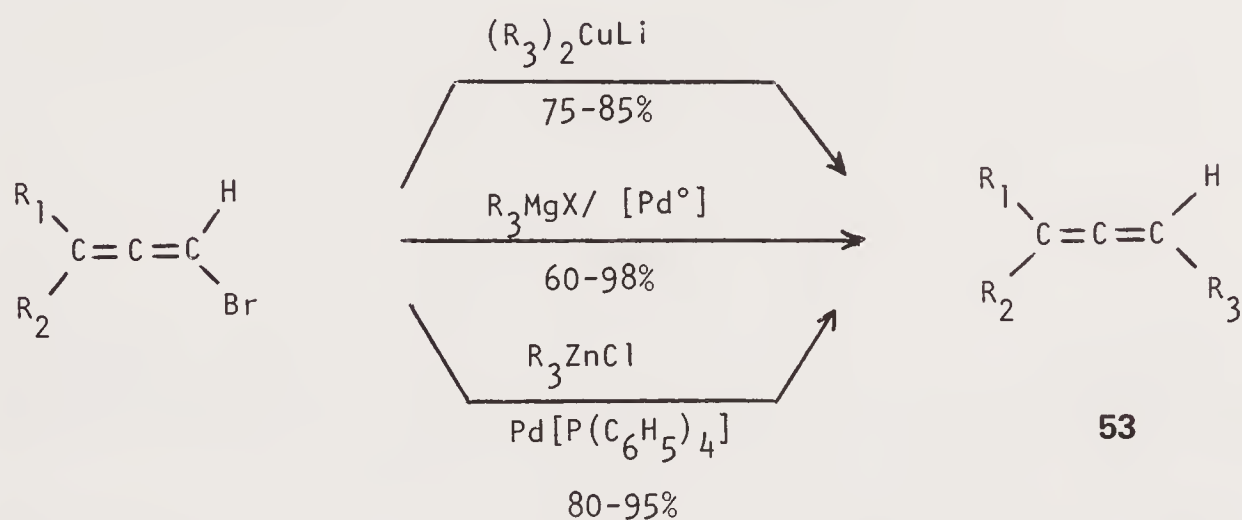 (R3)2CuLi
75-85%
R1 H
C=C=C
R2 Br
R3MgX/ [Pd°]
60-98%
R3ZnCl
Pd[P(C6H5)4]
80-95%
R1 H
C=C=C
R2 R3
53